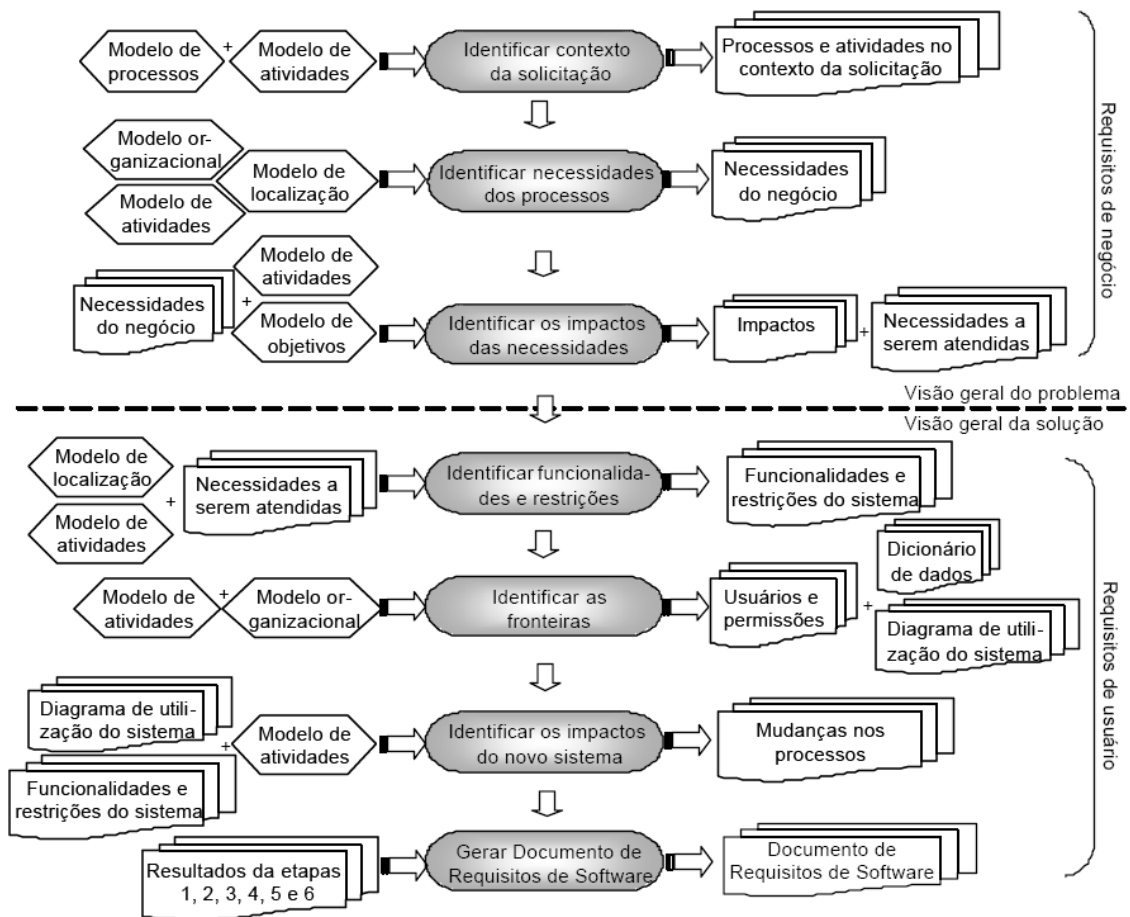 Modelo de
processos
+
Modelo de
atividades
Identificar contexto
da solicitação
Processos e atividades no
contexto da solicitação
Modelo or-
ganizacional
Modelo de
localização
Modelo de
atividades
Identificar necessidades
dos processos
Necessidades
do negócio
Necessidades
do negócio
+
Modelo de
atividades
Modelo de
objetivos
Identificar os impactos
das necessidades
Impactos
+
Necessidades a
serem atendidas
Requisitos de negócio
Visão geral do problema
Visão geral da solução
Modelo de
localização
Modelo de
atividades
+
Necessidades a
serem atendidas
Identificar funcionalida-
des e restrições
Funcionalidades e
restrições do sistema
Modelo de
atividades
+
Modelo or-
ganizacional
Identificar as
fronteiras
Usuários e
permissões
+
Dicionário
de dados
Diagrama de utili-
zação do sistema
Diagrama de utili-
zação do sistema
Funcionalidades e
restrições do sistema
+
Modelo de
atividades
Identificar os impactos
do novo sistema
Mudanças nos
processos
Resultados da etapas
1, 2, 3, 4, 5 e 6
Gerar Documento de
Requisitos de Software
Documento de
Requisitos de Software
Requisitos de usuário